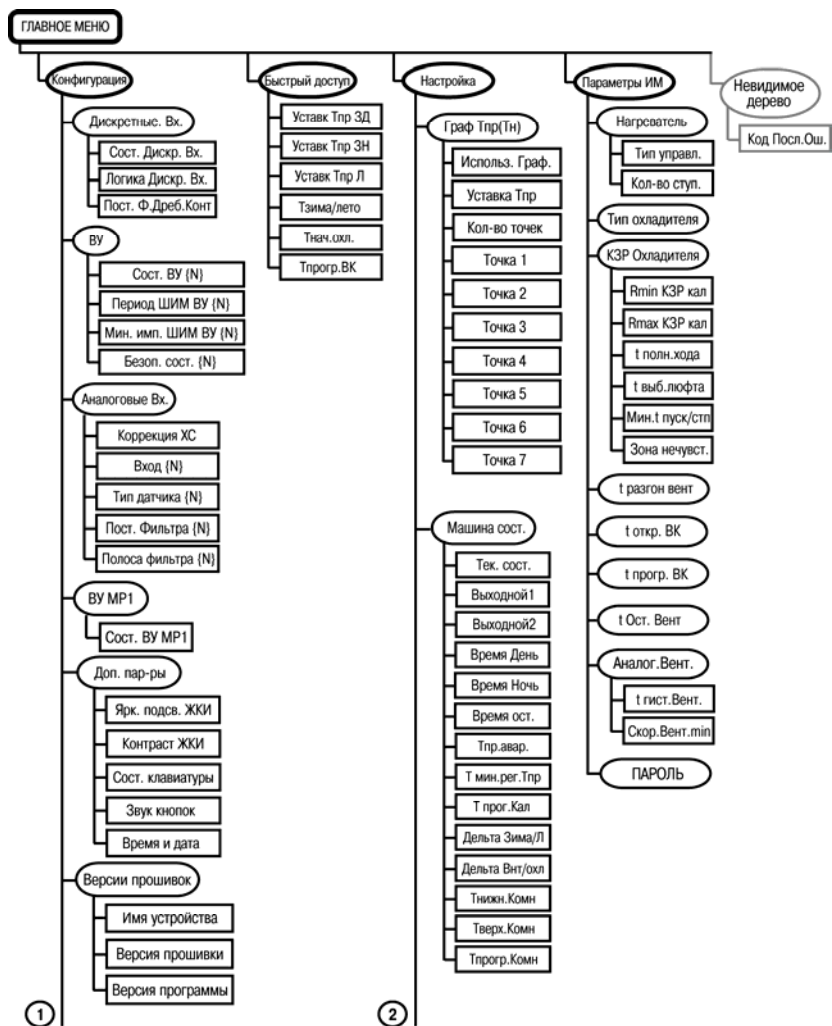 ГЛАВНОЕ МЕНЮ
Конфигурация
Дискретные. Вх.
Сост. Дискр. Вх.
Логика Дискр. Вх.
Пост. Ф.Дреб.Конт
ВУ
Сост. ВУ {N}
Период ШИМ ВУ {N}
Мин. имп. ШИМ ВУ {N}
Безоп. сост. {N}
Аналоговые Вх.
Коррекция ХС
Вход {N}
Тип датчика {N}
Пост. Фильтра {N}
Полоса фильтра {N}
ВУ МР1
Сост. ВУ МР1
Доп. пар-ры
Ярк. подсв. ЖКИ
Контраст ЖКИ
Сост. клавиатуры
Звук кнопок
Время и дата
Версии прошивок
Имя устройства
Версия прошивки
Версия программы
1
Быстрый доступ
Уставк Тпр ЗД
Уставк Тпр ЗН
Уставк Тпр Л
Тзима/лето
Тнач.охл.
Тпрогр.ВК
Настройка
Граф Тпр(Тн)
Использ. Граф.
Уставка Тпр
Кол-во точек
Точка 1
Точка 2
Точка 3
Точка 4
Точка 5
Точка 6
Точка 7
Машина сост.
Тек. сост.
Выходной1
Выходной2
Время День
Время Ночь
Время ост.
Тпр.авар.
Т мин.рег.Тпр
Т прог.Кал
Дельта Зима/Л
Дельта Внт/охл
Тнижн.Комн
Тверх.Комн
Тпрогр.Комн
2
Параметры ИМ
Нагреватель
Тип управл.
Кол-во ступ.
Тип охладителя
КЗР Охладителя
Rmin КЗР кал
Rmax КЗР кал
t полн.хода
t выб.люфта
Мин.t пуск/стп
Зона нечувст.
t разгон вент
t откр. ВК
t прогр. ВК
t Ост. Вент
Аналог.Вент.
t гист.Вент.
Скор.Вент.min
ПАРОЛЬ
Невидимое
дерево
Код Посл.Ош.